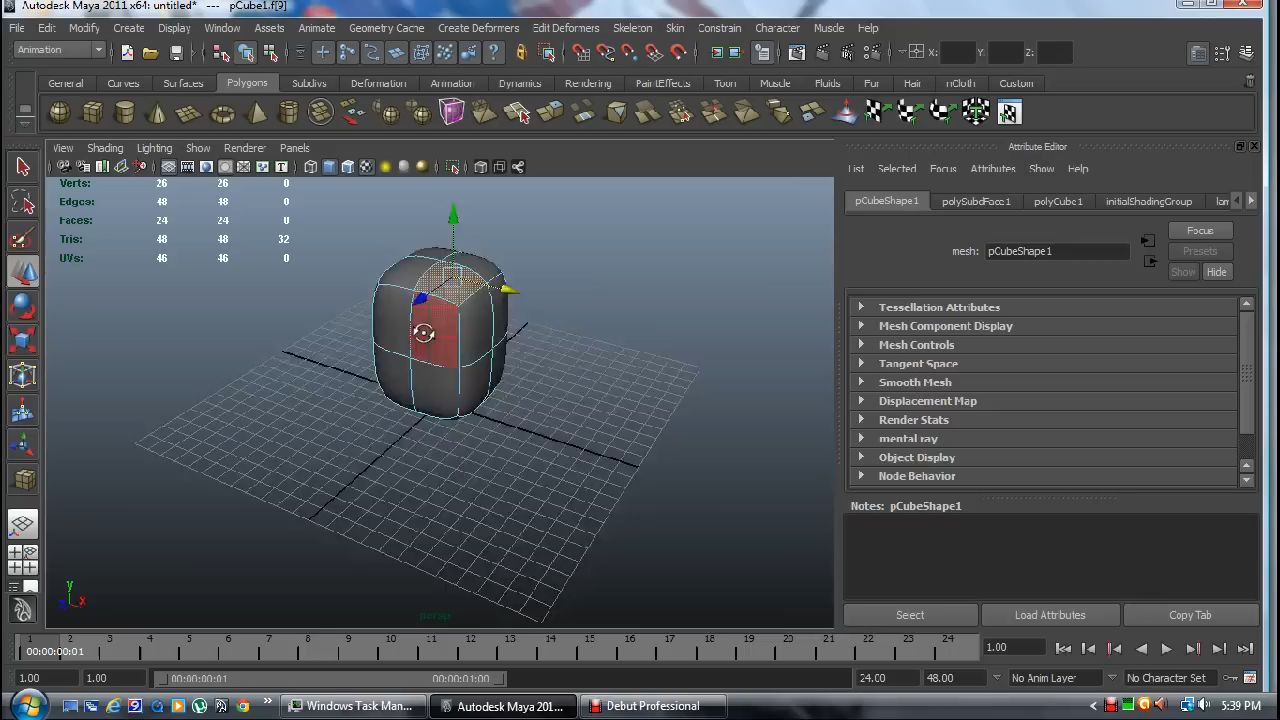 Autodesk Maya 2011 x64: untitled* --- pCube1.f[9]
File Edit Modify Create Display Window Assets Animate Geometry Cache Create Deformers Edit Deformers Skeleton Skin Constrain Character Muscle Help
Animation
X: Y: Z:
General Curves Surfaces Polygons Subdivs Deformation Animation Dynamics Rendering PaintEffects Toon Muscle Fluids Fur Hair nCloth Custom
View Shading Lighting Show Renderer Panels
Attribute Editor
List Selected Focus Attributes Show Help
Verts: 26 26 0
Edges: 48 48 0
Faces: 24 24 0
Tris: 48 48 32
UVs: 46 46 0
pCubeShape1 polySubdFace1 polyCube1 initialShadingGroup lam
Focus
mesh: pCubeShape1
Presets
Show Hide
Tessellation Attributes
Mesh Component Display
Mesh Controls
Tangent Space
Smooth Mesh
Displacement Map
Render Stats
mental ray
Object Display
Node Behavior
Notes: pCubeShape1
y
z x
persp
Select Load Attributes Copy Tab
1 2 3 4 5 6 7 8 9 10 11 12 13 14 15 16 17 18 19 20 21 22 23 24
00:00:00:01
1.00
1.00 1.00 00:00:00:01 00:00:01:00 24.00 48.00 No Anim Layer No Character Set
Windows Task Man... Autodesk Maya 201... Debut Professional 5:39 PM